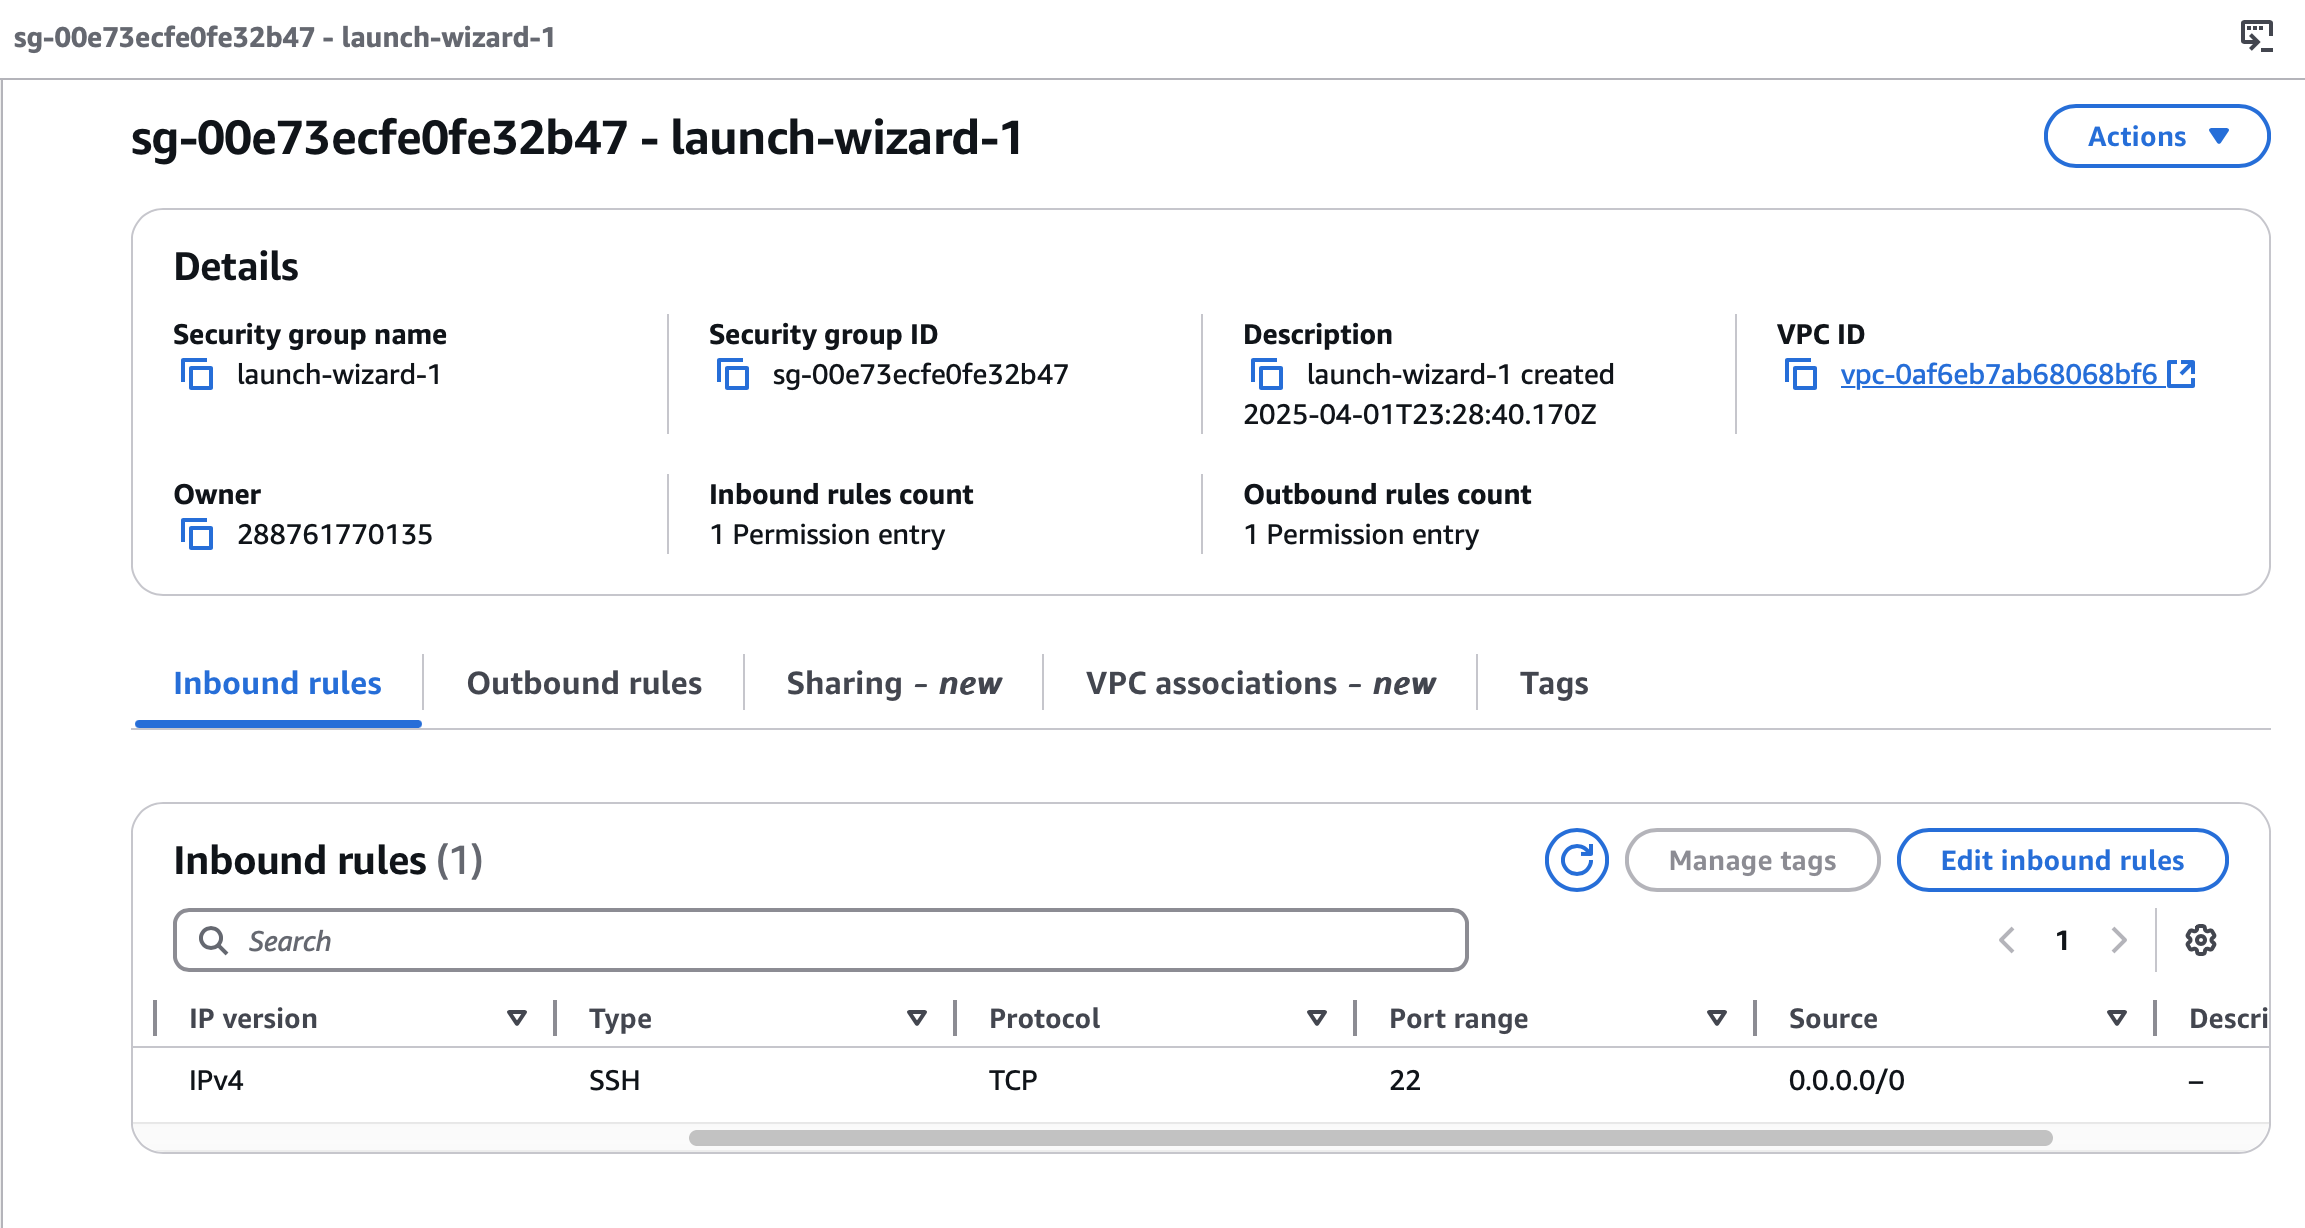 sg-00e73ecfe0fe32b47 - launch-wizard-1
sg-00e73ecfe0fe32b47 - launch-wizard-1
Actions
Details
Security group name
launch-wizard-1
Security group ID
sg-00e73ecfe0fe32b47
Description
launch-wizard-1 created
2025-04-01T23:28:40.170Z
VPC ID
vpc-0af6eb7ab68068bf6
Owner
288761770135
Inbound rules count
1 Permission entry
Outbound rules count
1 Permission entry
Inbound rules
Outbound rules
Sharing - new
VPC associations - new
Tags
Inbound rules (1)
Manage tags
Edit inbound rules
Search
1
IP version Type Protocol Port range Source Descri
IPv4 SSH TCP 22 0.0.0.0/0 –